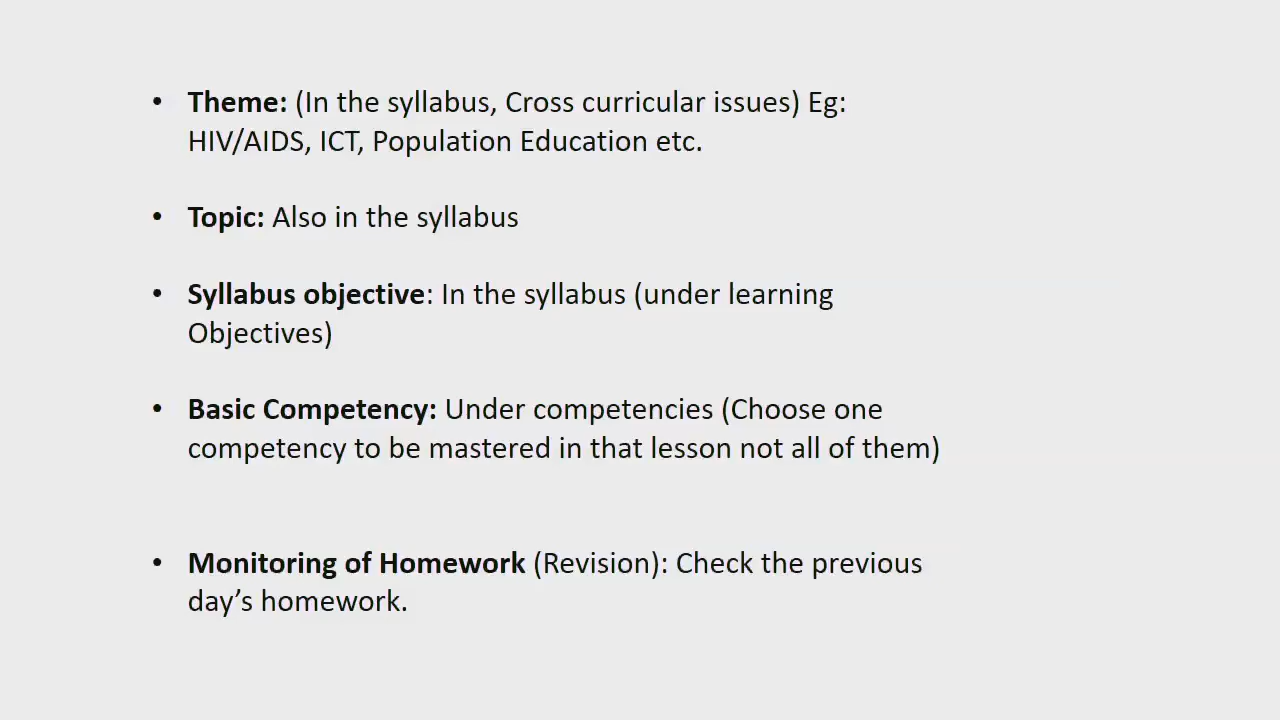 • Theme: (In the syllabus, Cross curricular issues) Eg:
HIV/AIDS, ICT, Population Education etc.
• Topic: Also in the syllabus
• Syllabus objective: In the syllabus (under learning
Objectives)
• Basic Competency: Under competencies (Choose one
competency to be mastered in that lesson not all of them)
• Monitoring of Homework (Revision): Check the previous
day’s homework.